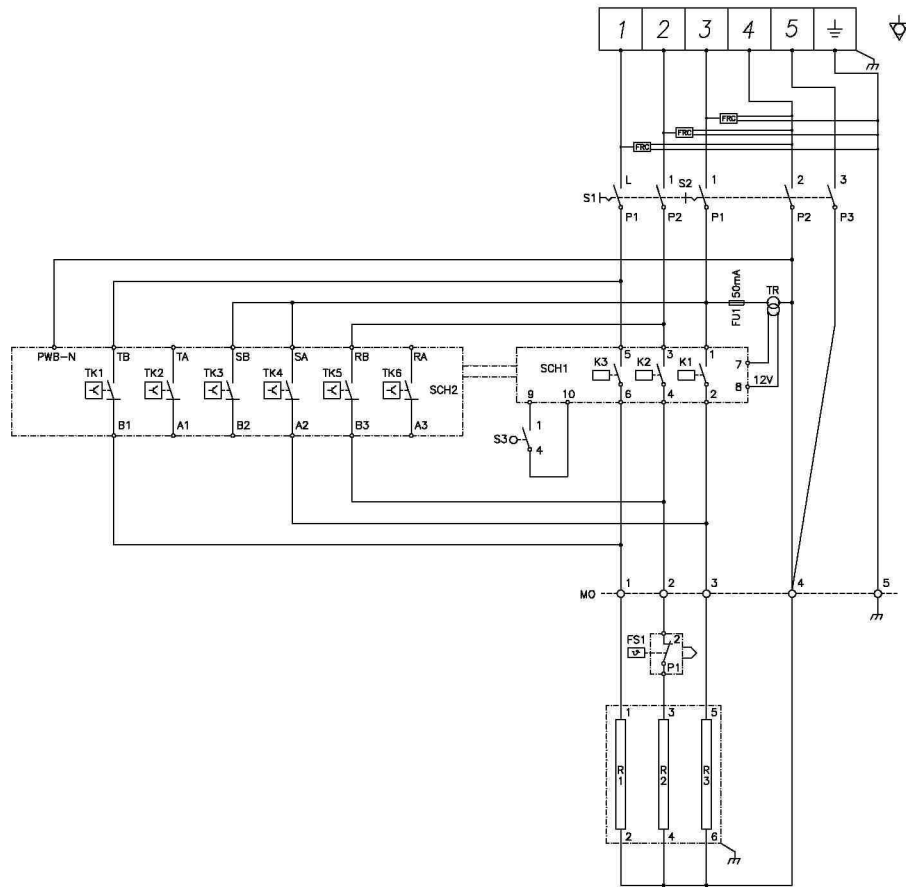 1 2 3 4 5
FRC
FRC
FRC
L 1 S2 1 2 3
S1
P1 P2 P1 P2 P3
50mA TR
FU1
PWB-N TB TA SB SA RB RA
5 3 1
SCH1
K3 K2 K1 7
TK1 TK2 TK3 TK4 TK5 TK6 SCH2
8 12V
9 10 6 4 2
B1 A1 B2 A2 B3 A3
1
S3
4
1 2 3 4 5
MO
FS1 2
P1
1 3 5
R1 R2 R3
2 4 6